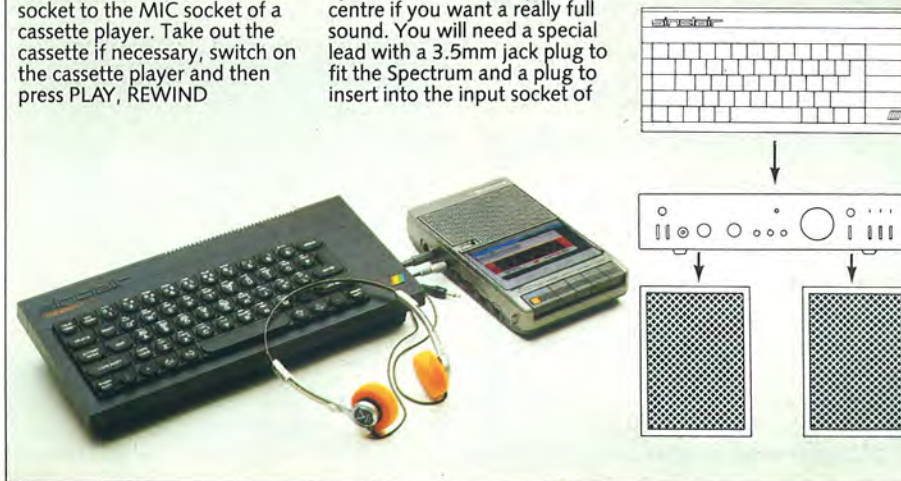 socket to the MIC socket of a
cassette player. Take out the
cassette if necessary, switch on
the cassette player and then
press PLAY, REWIND
centre if you want a really full
sound. You will need a special
lead with a 3.5mm jack plug to
fit the Spectrum and a plug to
insert into the input socket of
sinclair
sinclair